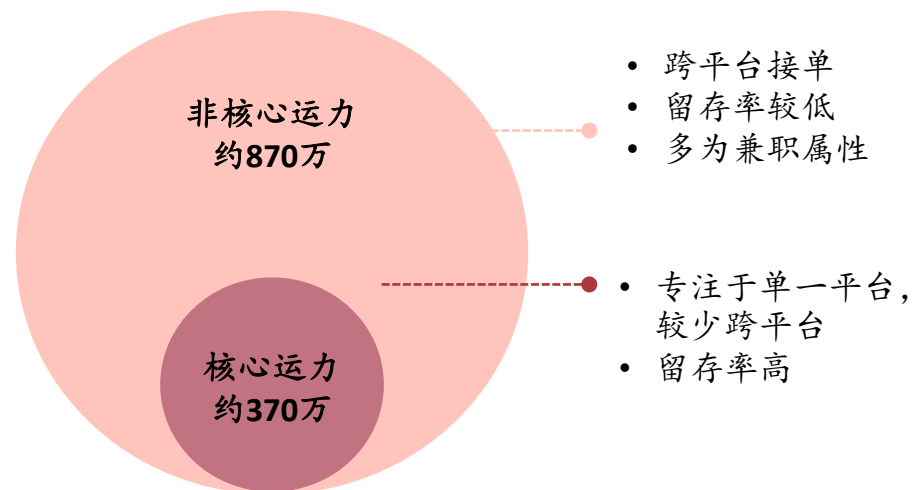 非核心运力
约870万
• 跨平台接单
• 留存率较低
• 多为兼职属性
核心运力
约370万
• 专注于单一平台，
较少跨平台
• 留存率高